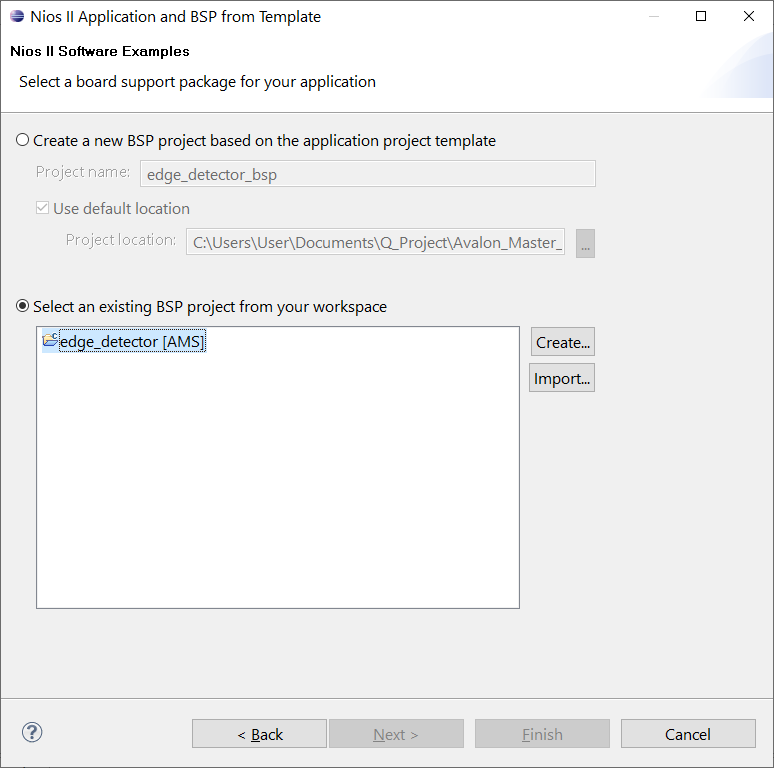 Nios II Application and BSP from Template
Nios II Software Examples
Select a board support package for your application
Create a new BSP project based on the application project template
Project name: edge_detector_bsp
Use default location
Project location: C:\Users\User\Documents\Q_Project\Avalon_Master_ ...
Select an existing BSP project from your workspace
edge_detector [AMS]
Create...
Import...
? < Back Next > Finish Cancel